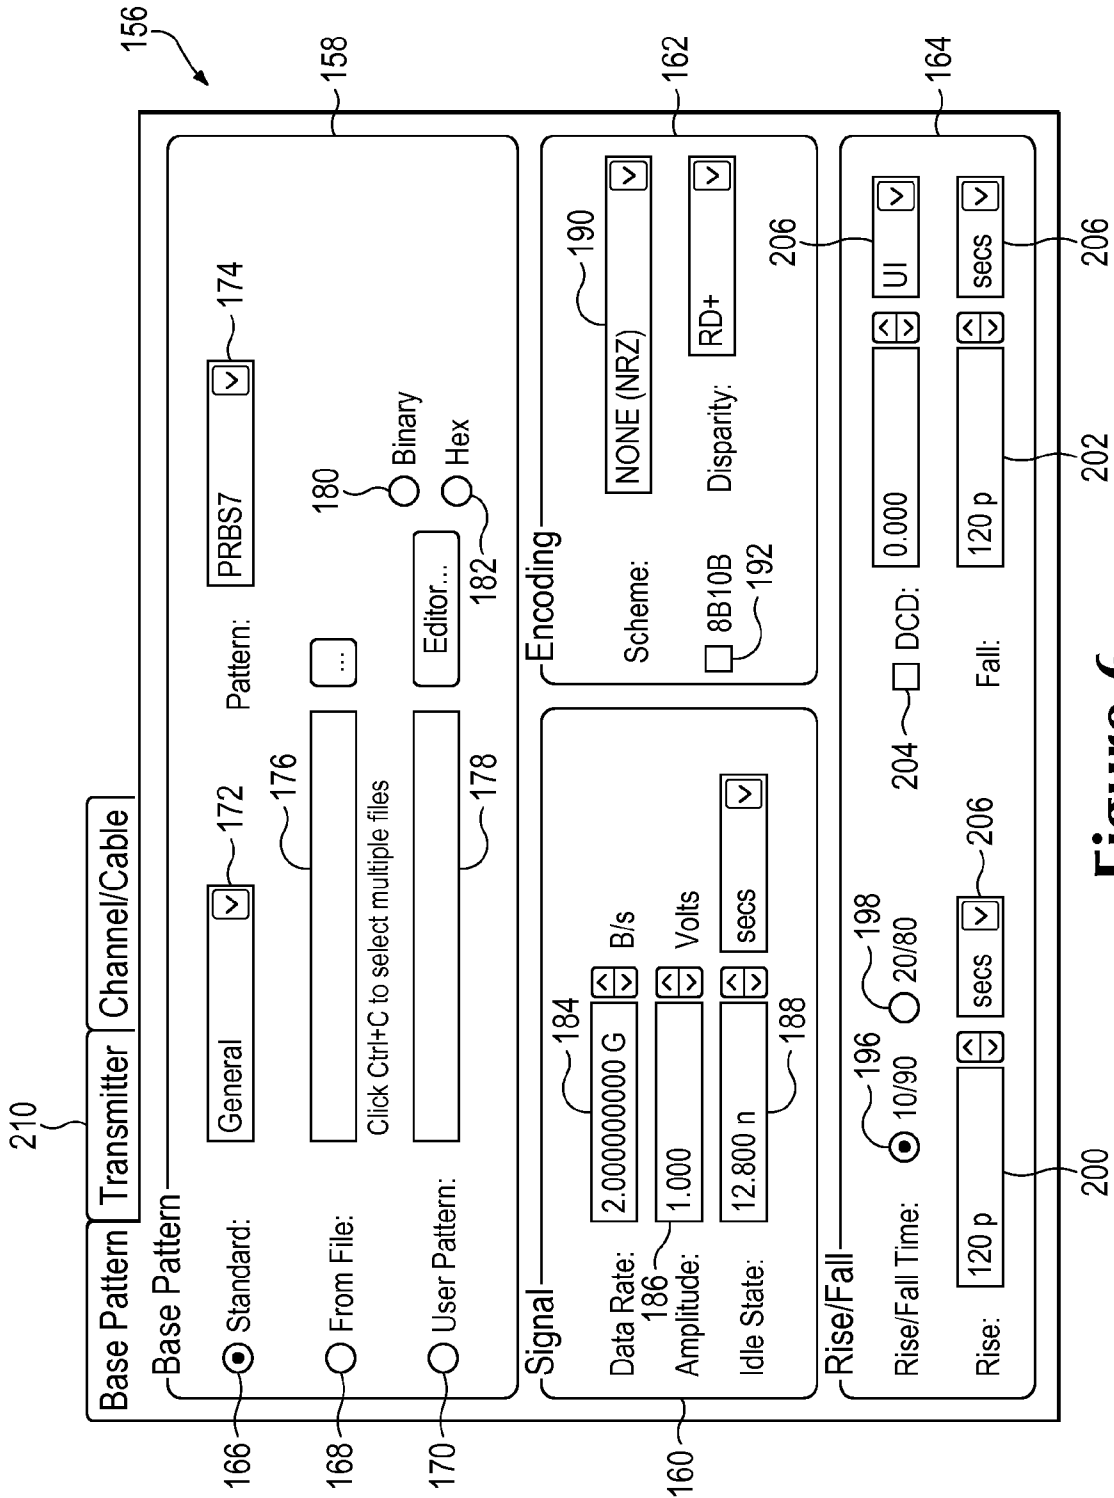 156
210
Base Pattern Transmitter Channel/Cable
Base Pattern
158
166 Standard: General 172 Pattern: PRBS7 174
168 From File: 176 ...
Click Ctrl+C to select multiple files
180 Binary
170 User Pattern: 178 Editor... 182 Hex
Signal
160
Data Rate: 2.000000000 G 184 B/s
186
Amplitude: 1.000 Volts
Idle State: 12.800 n 188 secs
Encoding
162
Scheme: NONE (NRZ) 190
8B10B 192 Disparity: RD+
Rise/Fall
164
Rise/Fall Time: 10/90 196 20/80 198 204 DCD: 0.000 UI 206
Rise: 120 p secs 206 Fall: 120 p secs
200 202 206
Figure 6